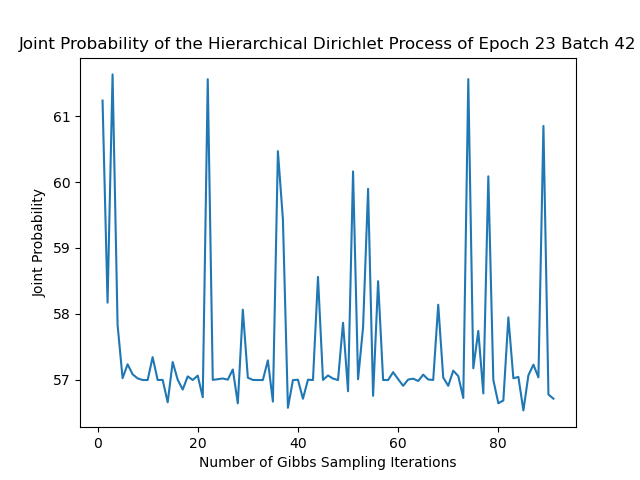 Joint Probability of the Hierarchical Dirichlet Process of Epoch 23 Batch 42
61
60
59
58
57
Joint Probability
0 20 40 60 80
Number of Gibbs Sampling Iterations